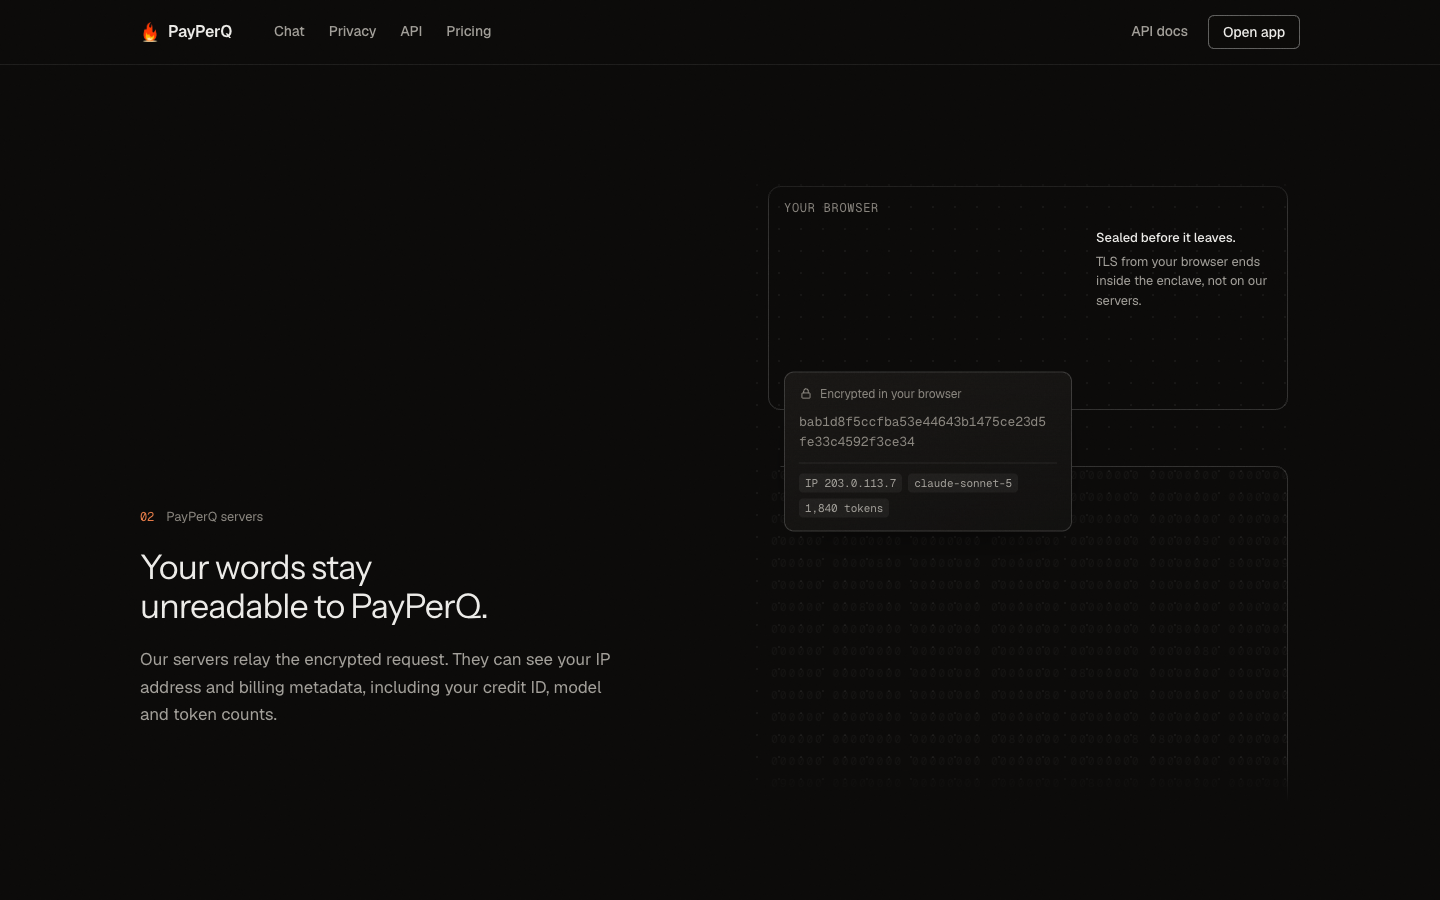 PayPerQ
Chat
Privacy
API
Pricing
API docs
Open app
YOUR BROWSER
Sealed before it leaves.
TLS from your browser ends
inside the enclave, not on our
servers.
Encrypted in your browser
bab1d8f5ccfba53e44643b1475ce23d5
fe33c4592f3ce34
IP 203.0.113.7
claude-sonnet-5
1,840 tokens
02 PayPerQ servers
Your words stay
unreadable to PayPerQ.
Our servers relay the encrypted request. They can see your IP
address and billing metadata, including your credit ID, model
and token counts.